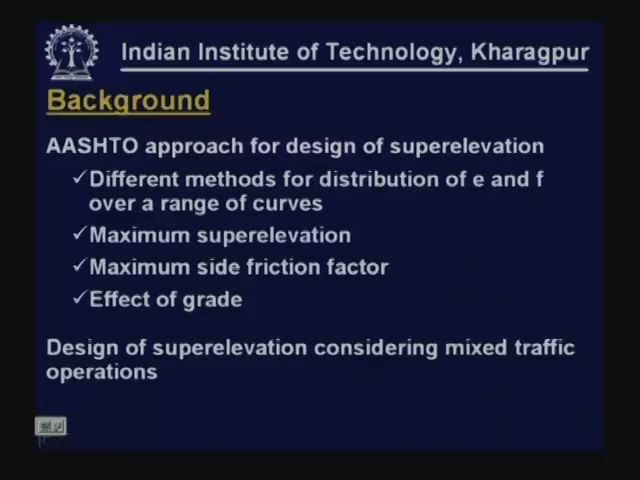 Indian Institute of Technology, Kharagpur
Background
AASHTO approach for design of superelevation
✓Different methods for distribution of e and f
over a range of curves
✓Maximum superelevation
✓Maximum side friction factor
✓Effect of grade
Design of superelevation considering mixed traffic
operations